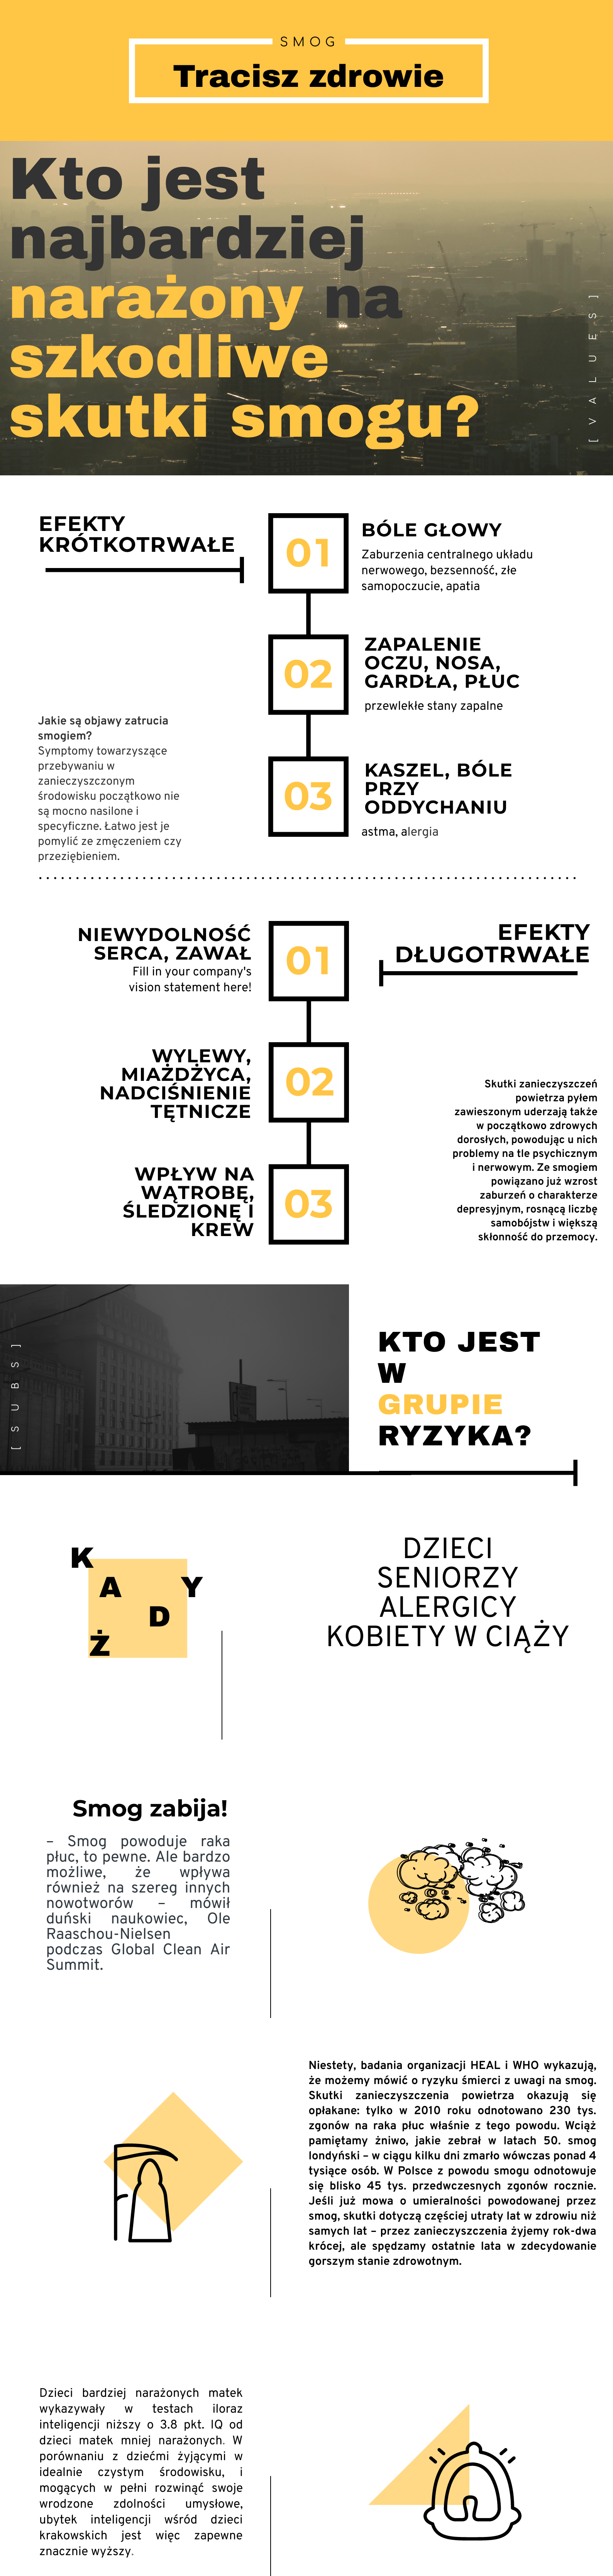 SMOG
Tracisz zdrowie
Kto jest
najbardziej
narażony na
szkodliwe
skutki smogu?
[ VALUES ]
EFEKTY
KRÓTKOTRWAŁE
01
BÓLE GŁOWY
Zaburzenia centralnego układu
nerwowego, bezsenność, złe
samopoczucie, apatia
02
ZAPALENIE
OCZU, NOSA,
GARDŁA, PŁUC
przewlekłe stany zapalne
Jakie są objawy zatrucia
smogiem?
Symptomy towarzyszące
przebywaniu w
zanieczyszczonym
środowisku początkowo nie
są mocno nasilone i
specyficzne. Łatwo jest je
pomylić ze zmęczeniem czy
przeziębieniem.
03
KASZEL, BÓLE
PRZY
ODDYCHANIU
astma, alergia
NIEWYDOLNOŚĆ
SERCA, ZAWAŁ
Fill in your company's
vision statement here!
01
EFEKTY
DŁUGOTRWAŁE
WYLEWY,
MIAŻDŻYCA,
NADCIŚNIENIE
TĘTNICZE
02
WPŁYW NA
WĄTROBĘ,
ŚLEDZIONĘ I
KREW
03
Skutki zanieczyszczeń
powietrza pyłem
zawieszonym uderzają także
w początkowo zdrowych
dorosłych, powodując u nich
problemy na tle psychicznym
i nerwowym. Ze smogiem
powiązano już wzrost
zaburzeń o charakterze
depresyjnym, rosnącą liczbę
samobójstw i większą
skłonność do przemocy.
[ SUBS ]
KTO JEST
W
GRUPIE
RYZYKA?
K
A Y
D
Ż
DZIECI
SENIORZY
ALERGICY
KOBIETY W CIĄŻY
Smog zabija!
– Smog powoduje raka
płuc, to pewne. Ale bardzo
możliwe, że wpływa
również na szereg innych
nowotworów – mówił
duński naukowiec, Ole
Raaschou-Nielsen
podczas Global Clean Air
Summit.
Niestety, badania organizacji HEAL i WHO wykazują,
że możemy mówić o ryzyku śmierci z uwagi na smog.
Skutki zanieczyszczenia powietrza okazują się
opłakane: tylko w 2010 roku odnotowano 230 tys.
zgonów na raka płuc właśnie z tego powodu. Wciąż
pamiętamy żniwo, jakie zebrał w latach 50. smog
londyński – w ciągu kilku dni zmarło wówczas ponad 4
tysiące osób. W Polsce z powodu smogu odnotowuje
się blisko 45 tys. przedwczesnych zgonów rocznie.
Jeśli już mowa o umieralności powodowanej przez
smog, skutki dotyczą częściej utraty lat w zdrowiu niż
samych lat – przez zanieczyszczenia żyjemy rok-dwa
krócej, ale spędzamy ostatnie lata w zdecydowanie
gorszym stanie zdrowotnym.
Dzieci bardziej narażonych matek
wykazywały w testach iloraz
inteligencji niższy o 3.8 pkt. IQ od
dzieci matek mniej narażonych. W
porównaniu z dziećmi żyjącymi w
idealnie czystym środowisku, i
mogących w pełni rozwinąć swoje
wrodzone zdolności umysłowe,
ubytek inteligencji wśród dzieci
krakowskich jest więc zapewne
znacznie wyższy.